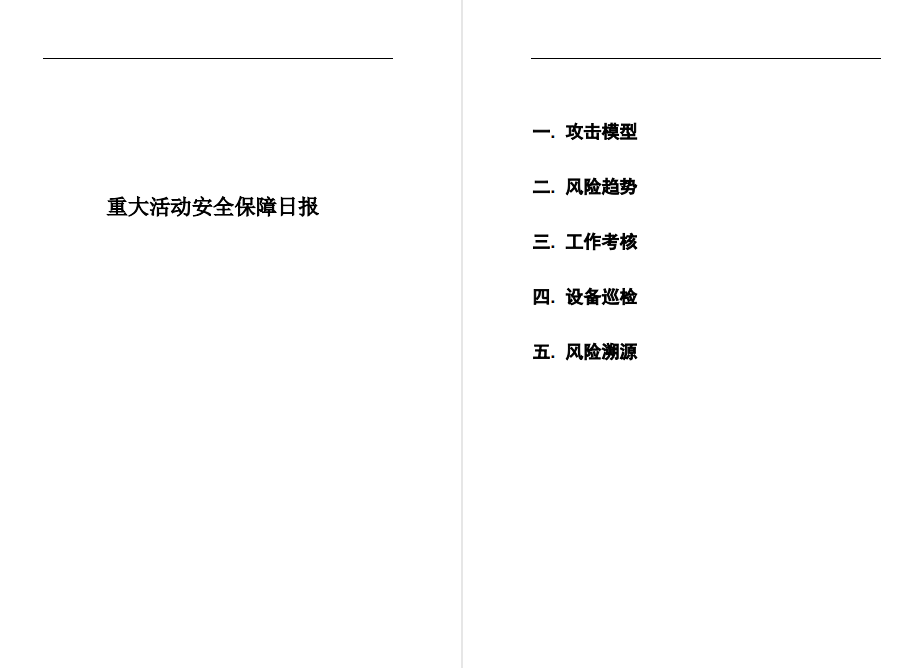 重大活动安全保障日报
一. 攻击模型
二. 风险趋势
三. 工作考核
四. 设备巡检
五. 风险溯源